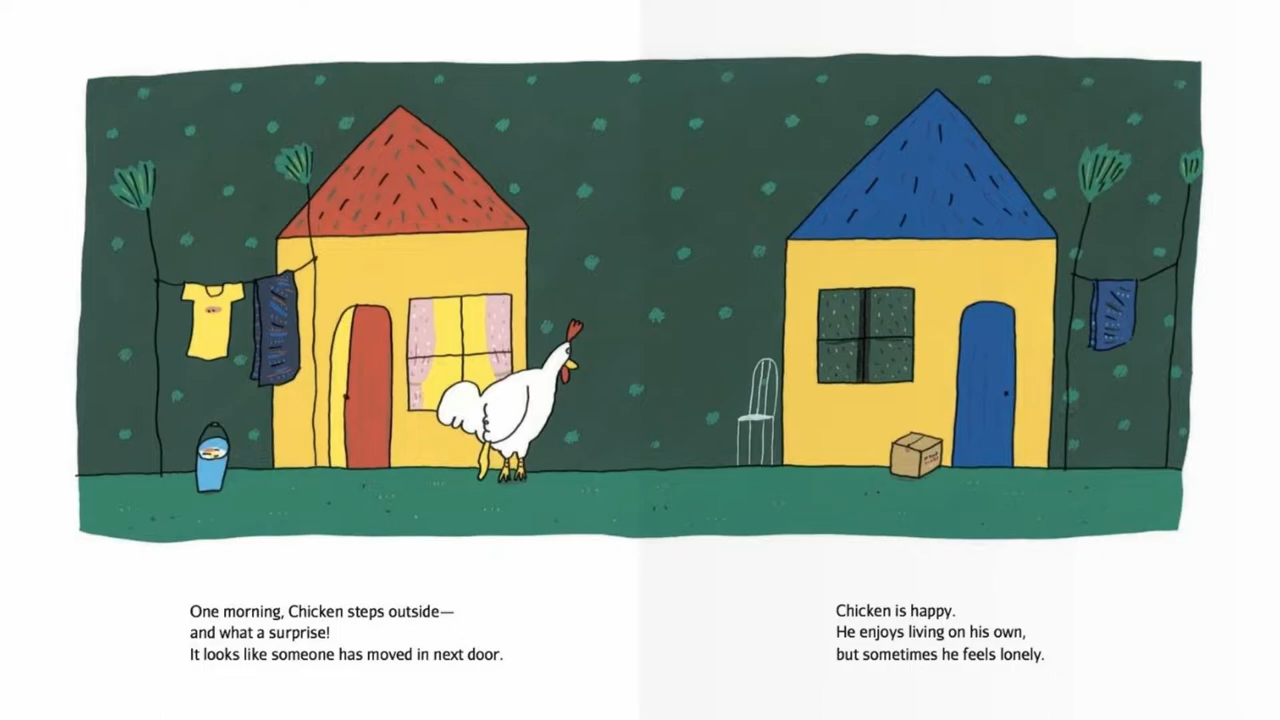 One morning, Chicken steps outside—
and what a surprise!
It looks like someone has moved in next door.
Chicken is happy.
He enjoys living on his own,
but sometimes he feels lonely.